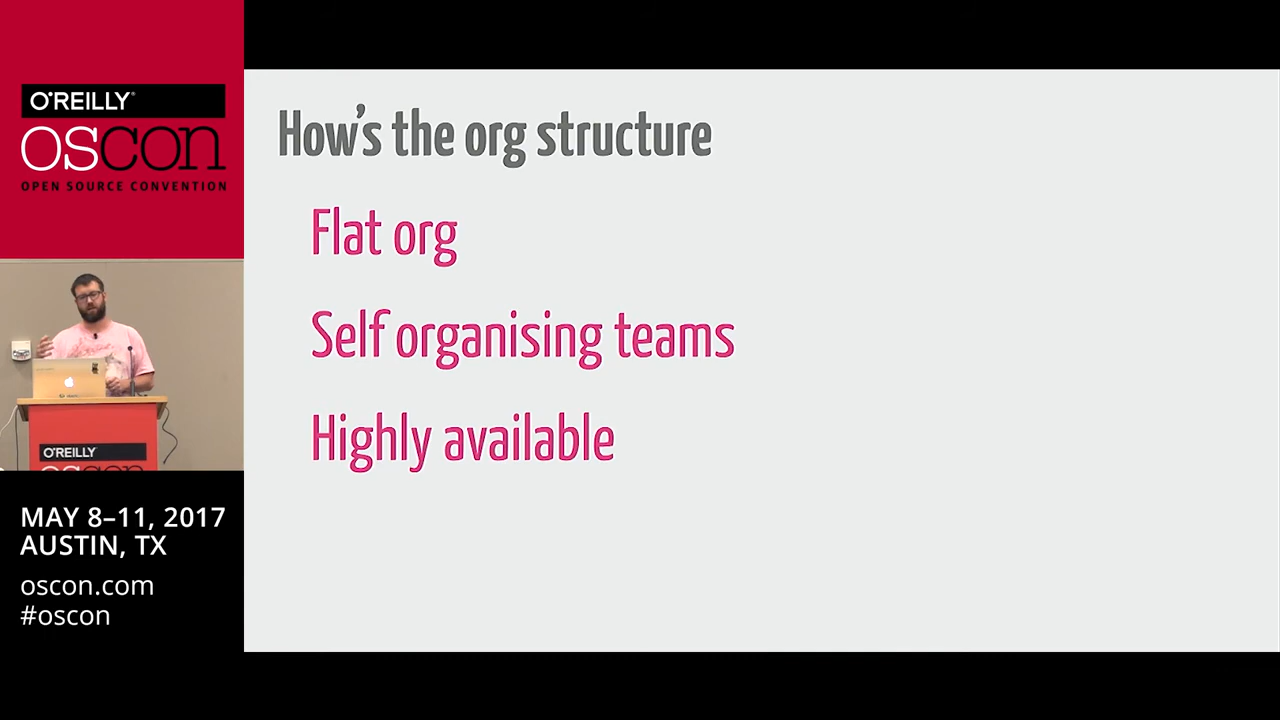 O'REILLY®
OSCON
OPEN SOURCE CONVENTION
How's the org structure
Flat org
Self organising teams
Highly available
O'REILLY
OSCON
MAY 8–11, 2017
AUSTIN, TX
oscon.com
#oscon